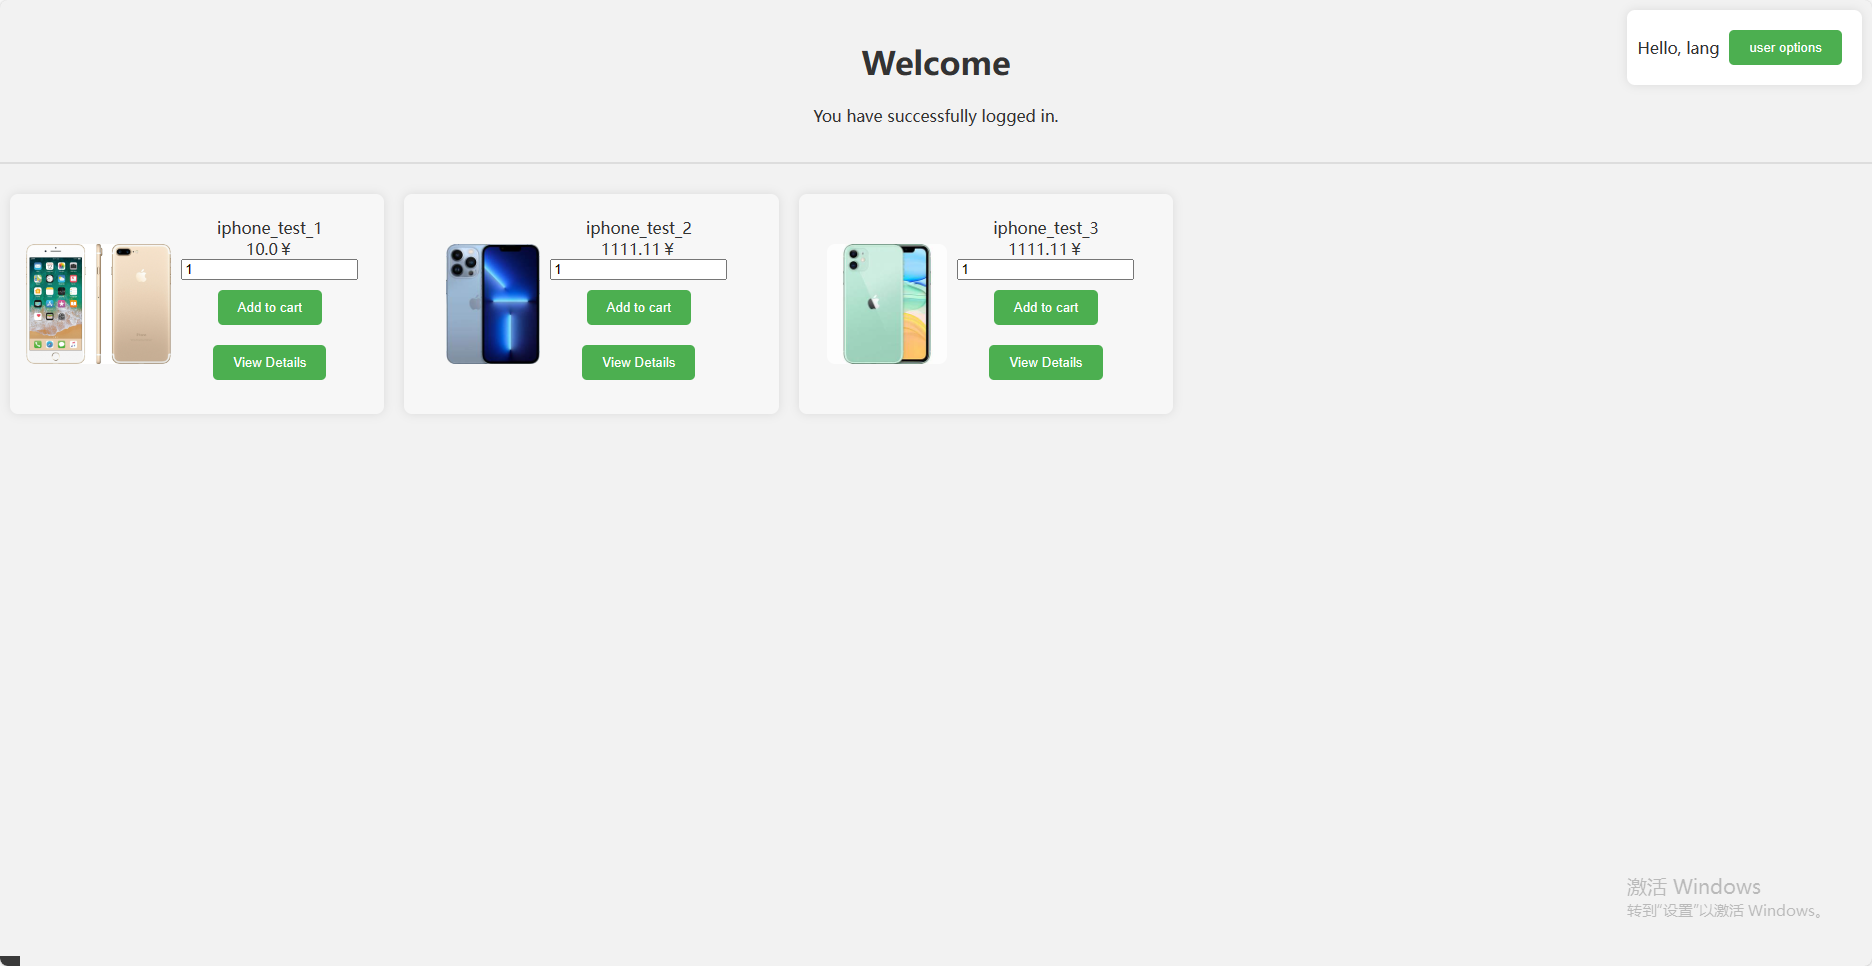 Hello, lang
user options
Welcome
You have successfully logged in.
iphone_test_1
10.0￥
1
Add to cart
View Details
iphone_test_2
1111.11￥
1
Add to cart
View Details
iphone_test_3
1111.11￥
1
Add to cart
View Details
激活 Windows
转到“设置”以激活 Windows。